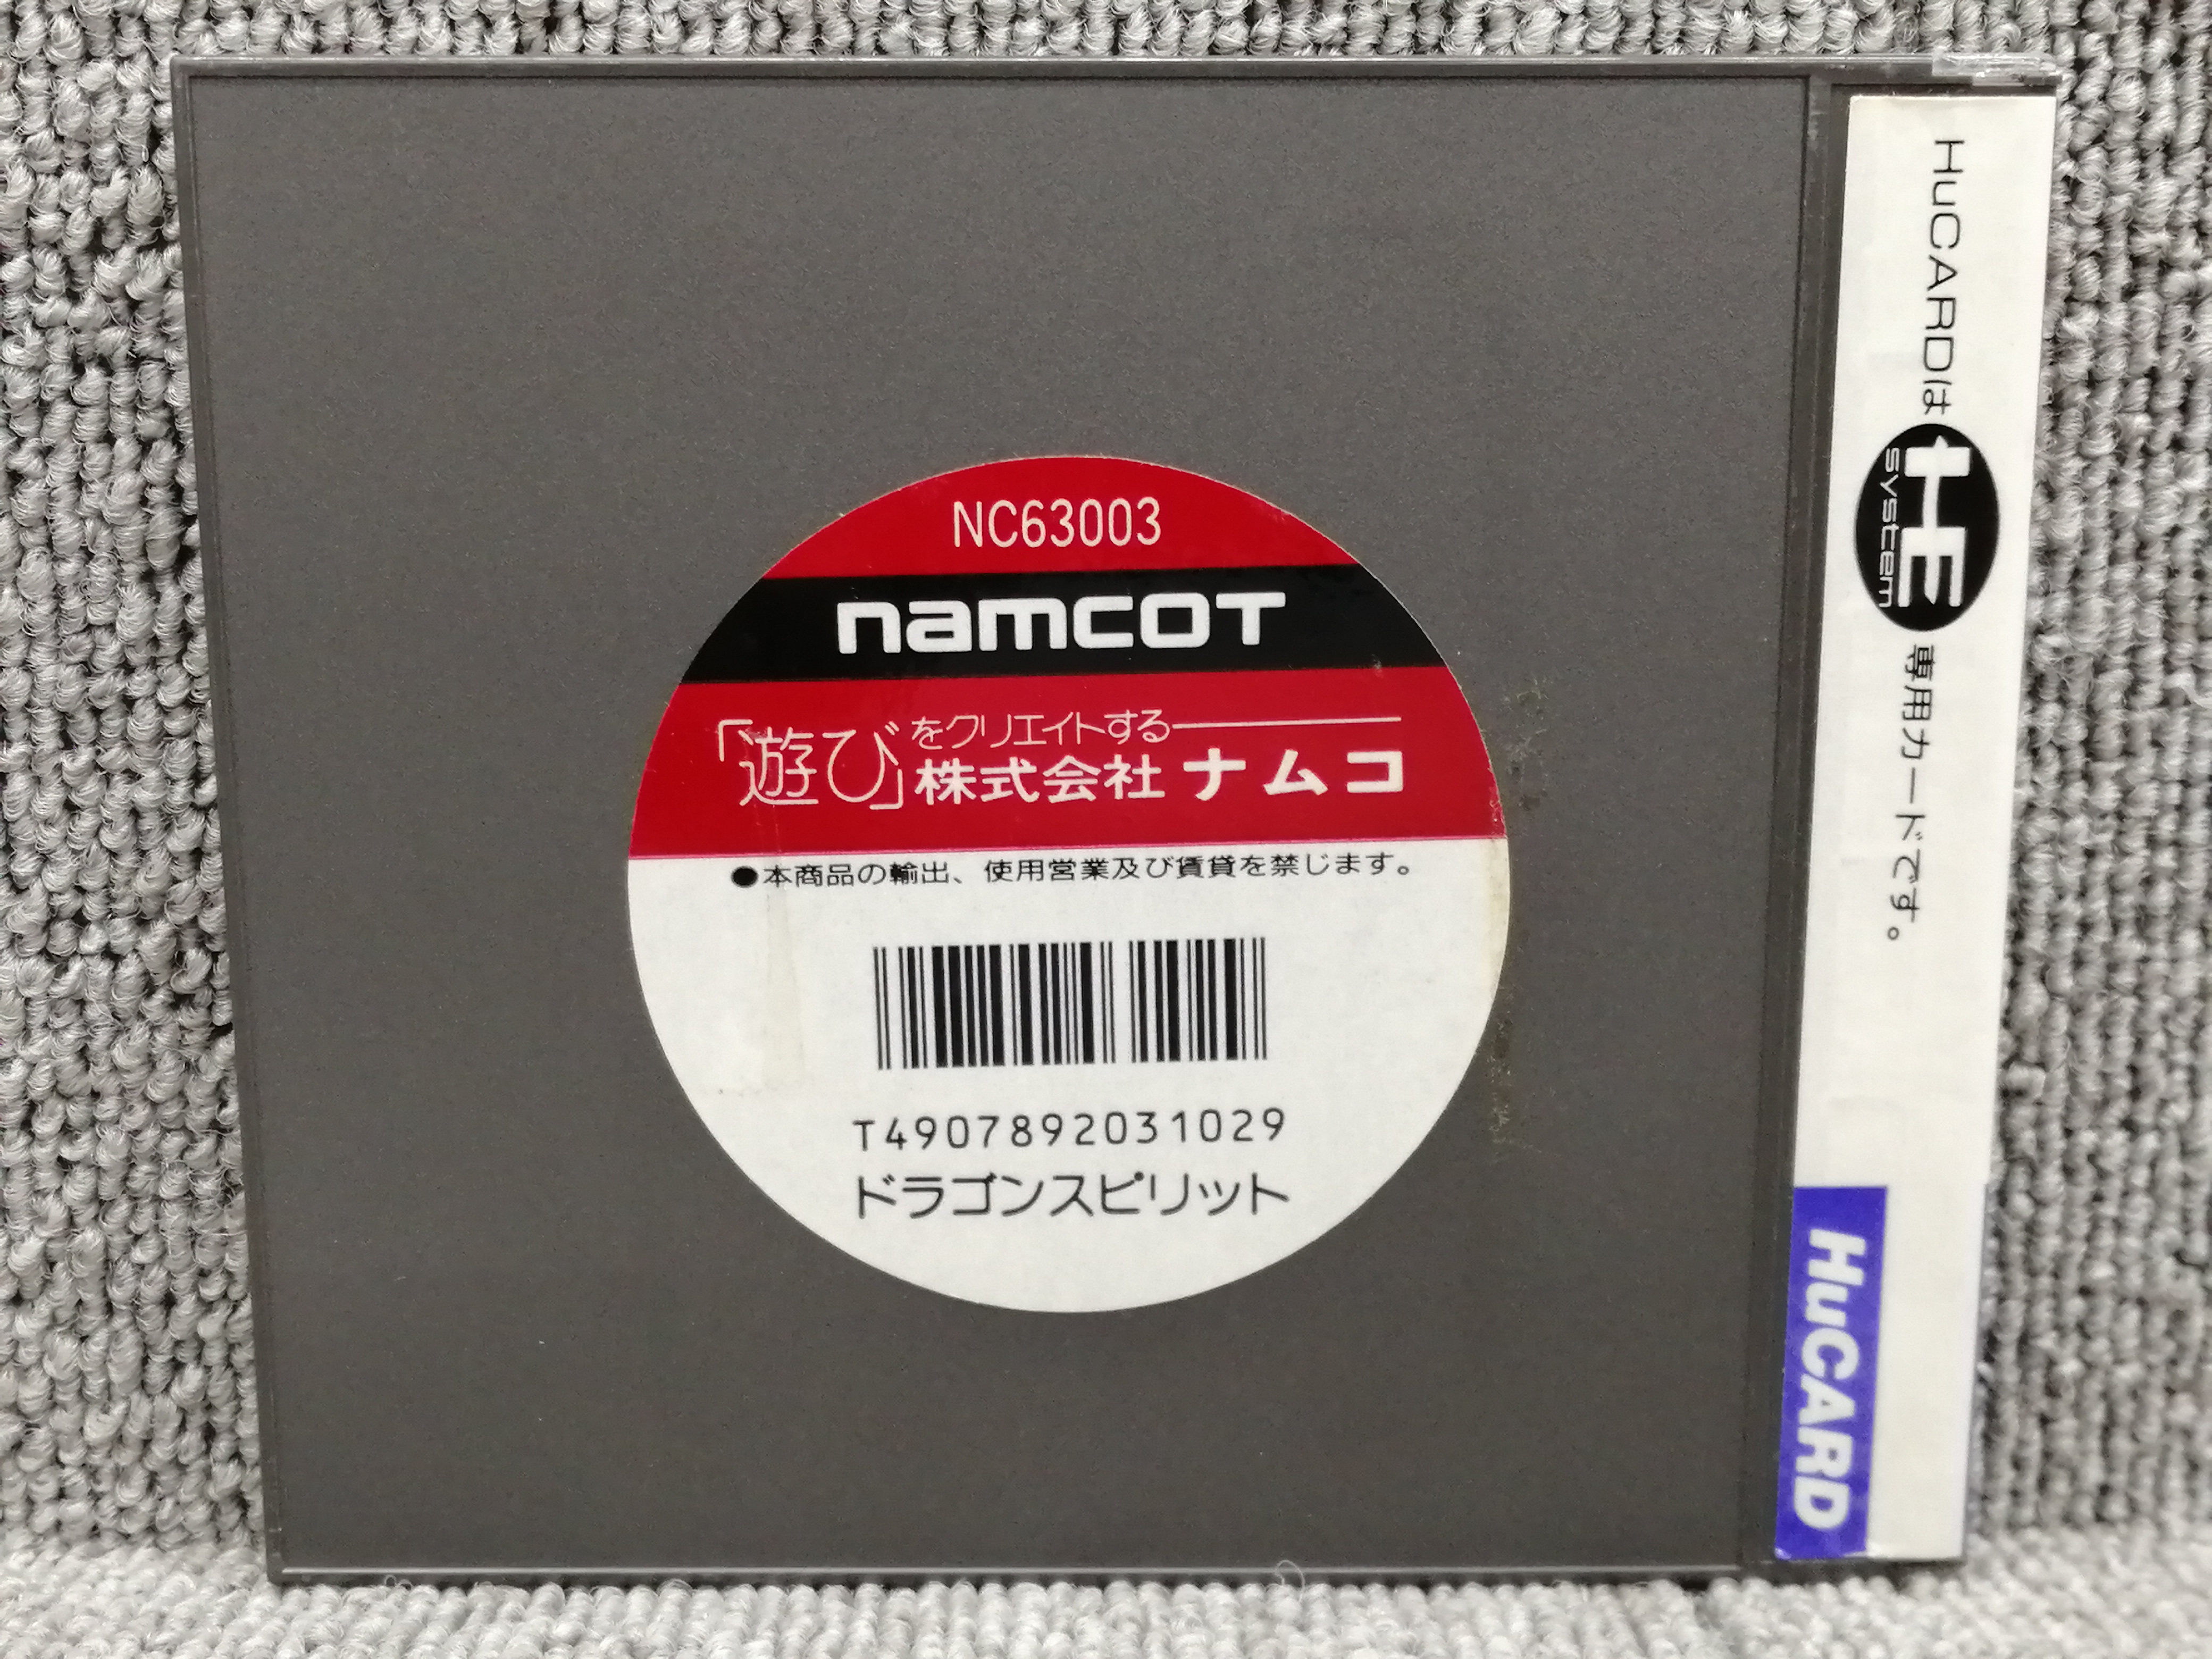 NC63003
namcot
「遊び」をクリエイトする——
株式会社ナムコ
●本商品の輸出、使用営業及び賃貸を禁じます。
T4907892031029
ドラゴンスピリット
HuCARDは HE system 専用カードです。
HuCARD